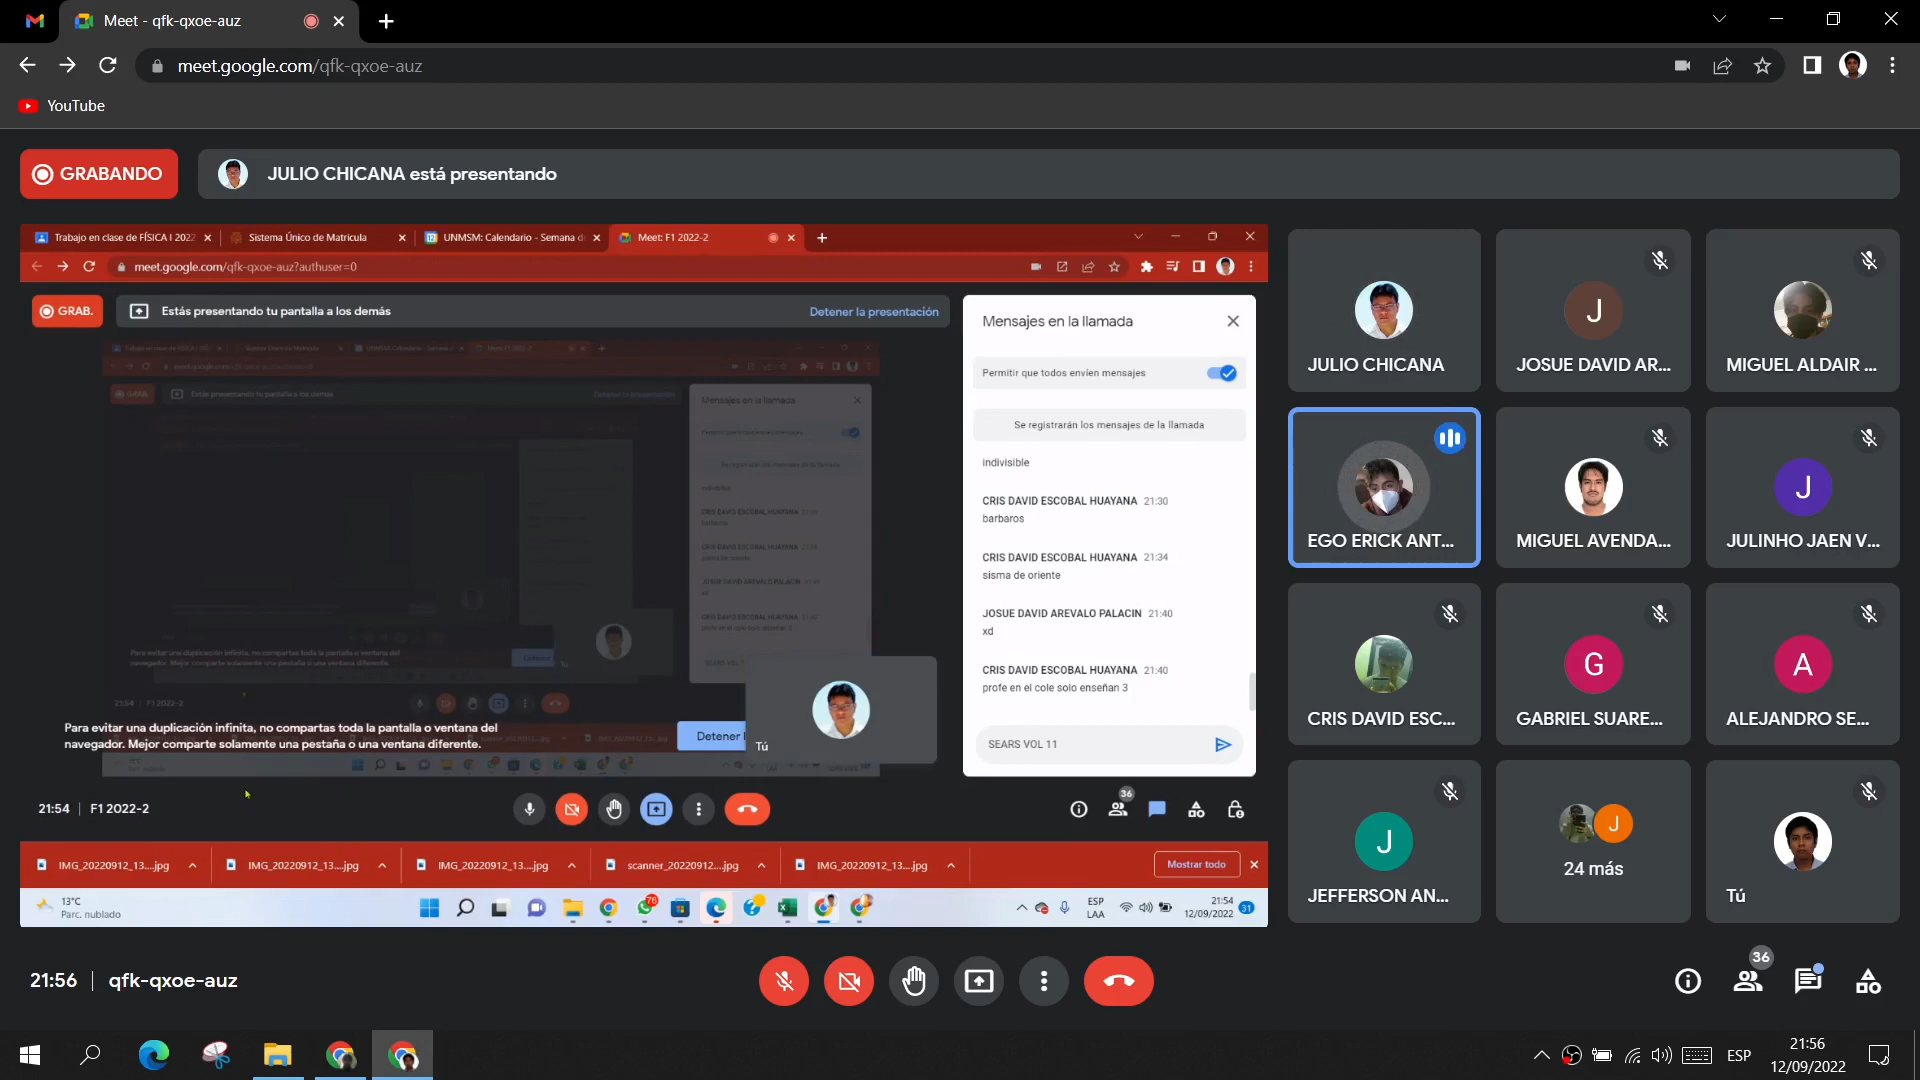 Meet - qfk-qxoe-auz
meet.google.com/qfk-qxoe-auz
YouTube
GRABANDO
JULIO CHICANA está presentando
Trabajo en clase de FÍSICA I 2022
Sistema Único de Matricula
UNMSM: Calendario - Semana de
Meet: F1 2022-2
meet.google.com/qfk-qxoe-auz?authuser=0
GRAB.
Estás presentando tu pantalla a los demás
Detener la presentación
Mensajes en la llamada
Permitir que todos envíen mensajes
Se registrarán los mensajes de la llamada
indivisible
CRIS DAVID ESCOBAL HUAYANA 21:30
barbaros
CRIS DAVID ESCOBAL HUAYANA 21:34
sisma de oriente
JOSUE DAVID AREVALO PALACIN 21:40
xd
CRIS DAVID ESCOBAL HUAYANA 21:40
profe en el cole solo enseñan 3
SEARS VOL 11
Para evitar una duplicación infinita, no compartas toda la pantalla o ventana del
navegador. Mejor comparte solamente una pestaña o una ventana diferente.
Detener
Tú
21:54 | F1 2022-2
36
IMG_20220912_13....jpg
IMG_20220912_13....jpg
IMG_20220912_13....jpg
scanner_20220912....jpg
IMG_20220912_13....jpg
Mostrar todo
13°C
Parc. nublado
76
ESP
LAA
21:54
12/09/2022
31
JULIO CHICANA
J
JOSUE DAVID AR...
MIGUEL ALDAIR ...
EGO ERICK ANT...
MIGUEL AVENDA...
J
JULINHO JAEN V...
CRIS DAVID ESC...
G
GABRIEL SUARE...
A
ALEJANDRO SE...
J
JEFFERSON AN...
J
24 más
Tú
21:56 | qfk-qxoe-auz
36
ESP
21:56
12/09/2022